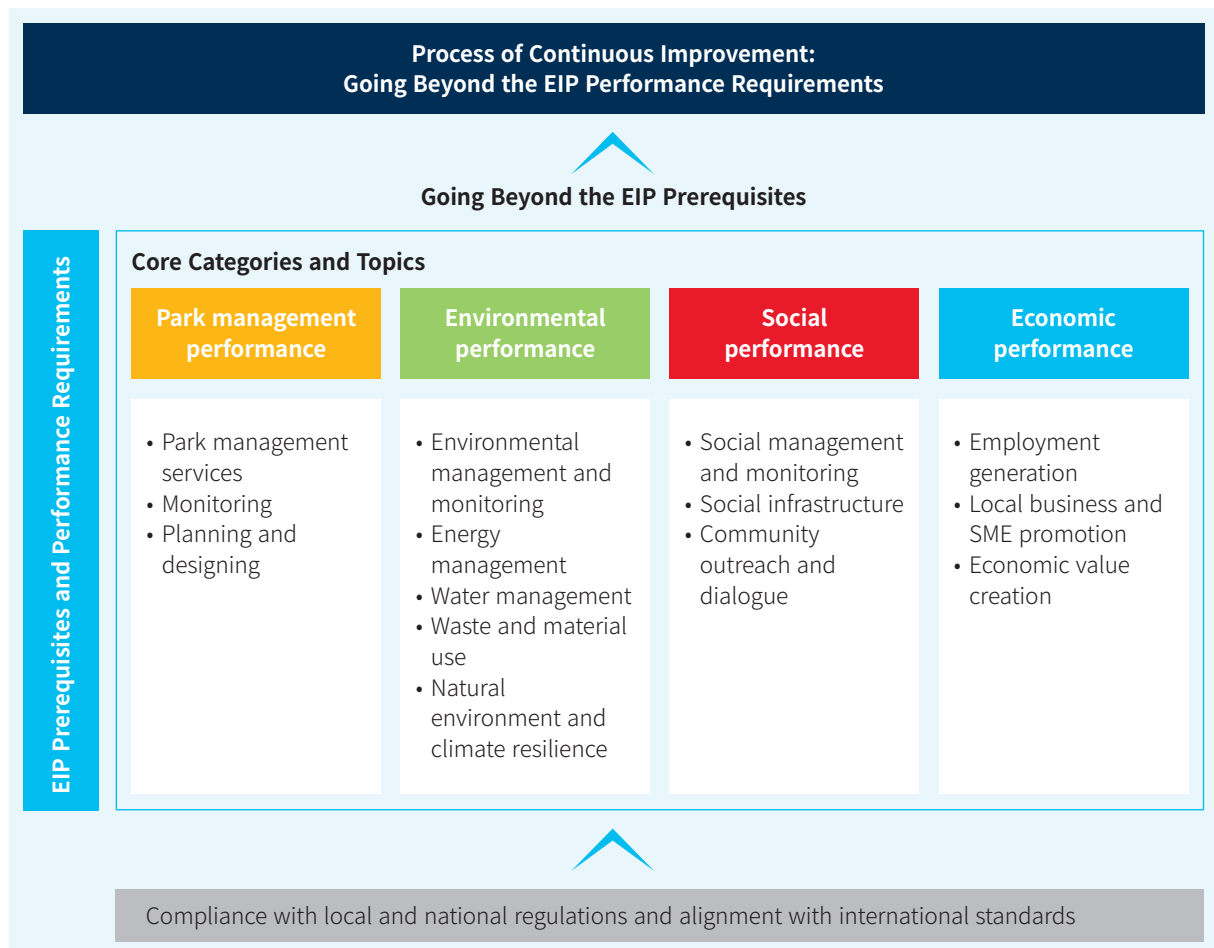 Process of Continuous Improvement:
Going Beyond the EIP Performance Requirements
Going Beyond the EIP Prerequisites
EIP Prerequisites and Performance Requirements
Core Categories and Topics
Park management
performance
• Park management
services
• Monitoring
• Planning and
designing
Environmental
performance
• Environmental
management and
monitoring
• Energy
management
• Water management
• Waste and material
use
• Natural
environment and
climate resilience
Social
performance
• Social management
and monitoring
• Social infrastructure
• Community
outreach and
dialogue
Economic
performance
• Employment
generation
• Local business and
SME promotion
• Economic value
creation
Compliance with local and national regulations and alignment with international standards